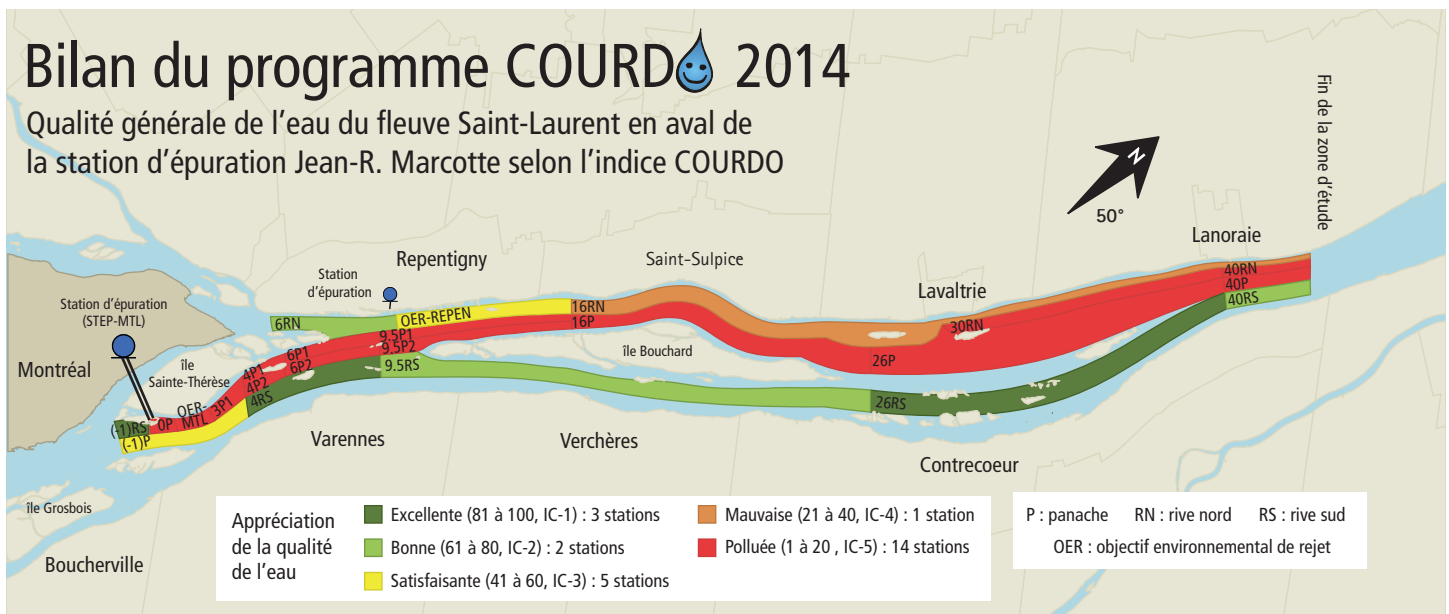 Bilan du programme COURDO 2014
Qualité générale de l'eau du fleuve Saint-Laurent en aval de
la station d'épuration Jean-R. Marcotte selon l'indice COURDO
Fin de la zone d'étude
N
50°
Lanoraie
Repentigny
Saint-Sulpice
Station
d'épuration
Lavaltrie
Station d'épuration
(STEP-MTL)
Montréal
île
Sainte-Thérèse
île Bouchard
6RN
OER-REPEN
16RN
16P
9.5P1
9.5P2
9.5RS
6P1
6P2
4P1
4P2
4RS
3P1
OER-
MTL
0P
(-1)RS
(-1)P
26P
26RS
30RN
40RN
40P
40RS
Varennes
Verchères
Contrecoeur
île Grosbois
Boucherville
Appréciation
de la qualité
de l'eau
Excellente (81 à 100, IC-1) : 3 stations
Bonne (61 à 80, IC-2) : 2 stations
Satisfaisante (41 à 60, IC-3) : 5 stations
Mauvaise (21 à 40, IC-4) : 1 station
Polluée (1 à 20 , IC-5) : 14 stations
P : panache RN : rive nord RS : rive sud
OER : objectif environnemental de rejet